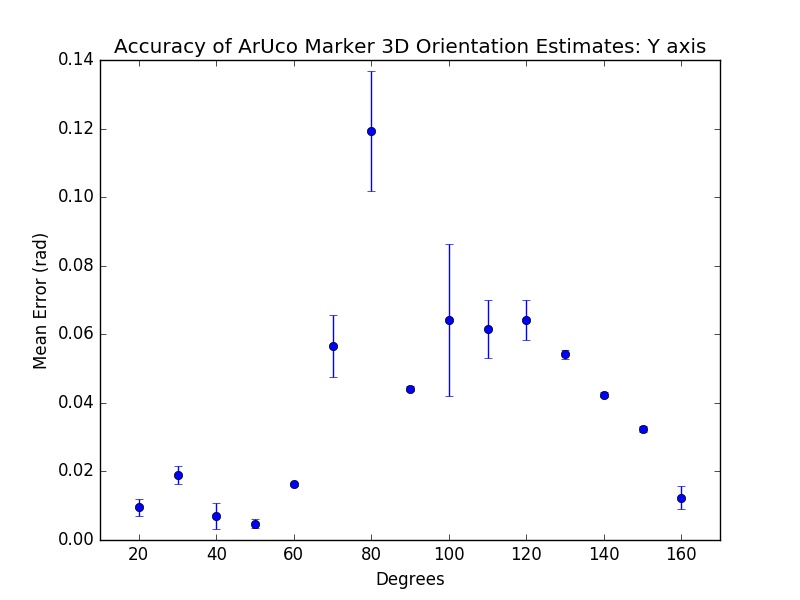 Accuracy of ArUco Marker 3D Orientation Estimates: Y axis
0.14
0.12
0.10
0.08
0.06
0.04
0.02
0.00
Mean Error (rad)
20 40 60 80 100 120 140 160
Degrees